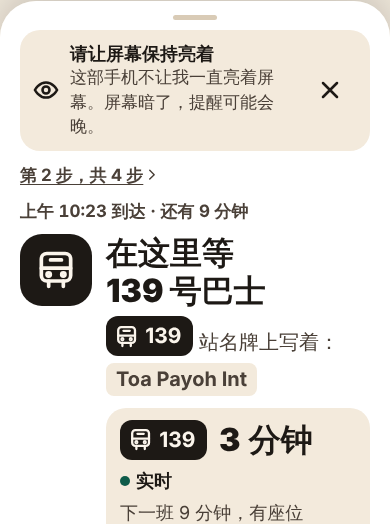 请让屏幕保持亮着
这部手机不让我一直亮着屏
幕。屏幕暗了，提醒可能会
晚。
第 2 步，共 4 步
上午 10:23 到达 · 还有 9 分钟
在这里等
139 号巴士
139 站名牌上写着：
Toa Payoh Int
139 3 分钟
实时
下一班 9 分钟，有座位